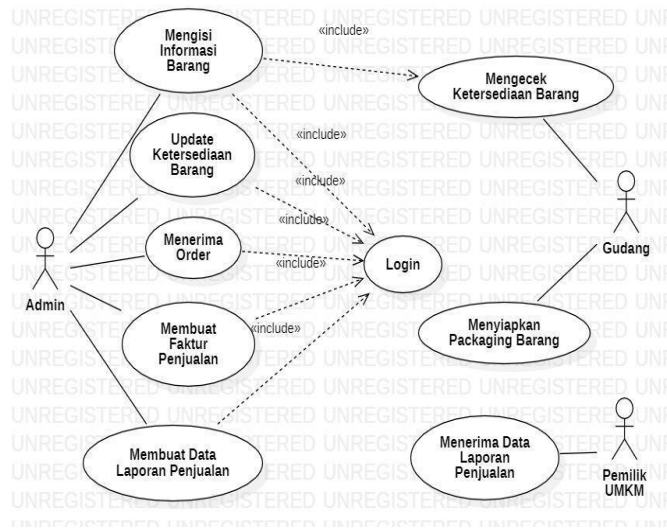 Mengisi
Informasi
Barang
«include»
Mengecek
Ketersediaan Barang
Update
Ketersediaan
Barang
«include»
«include»
Menerima
Order
«include»
«include»
Login
Admin
Gudang
Membuat
Faktur
Penjualan
«include»
Menyiapkan
Packaging Barang
Membuat Data
Laporan Penjualan
Menerima Data
Laporan
Penjualan
Pemilik
UMKM
UNREGISTERED UNREGISTERED UNREGISTERED UNREGISTERED UNI